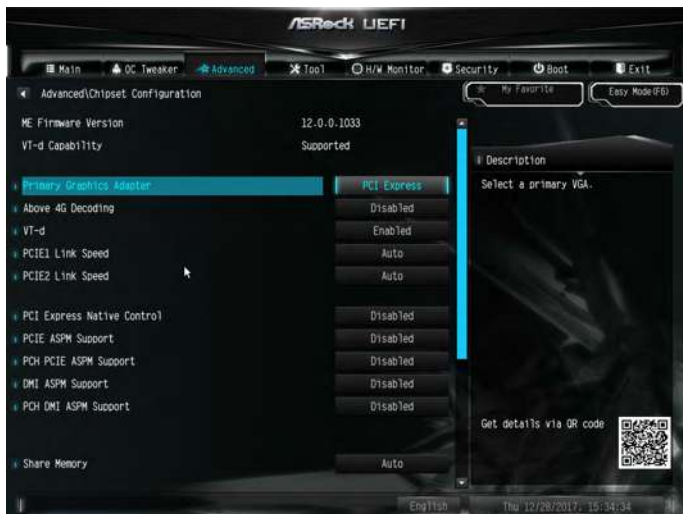 ASRock UEFI
Main OC Tweaker Advanced Tool H/W Monitor Security Boot Exit
Advanced\Chipset Configuration
My Favorite Easy Mode(F6)
ME Firmware Version 12.0.0.1033
VT-d Capability Supported
Description
Primary Graphics Adapter PCI Express
Select a primary VGA.
Above 4G Decoding Disabled
VT-d Enabled
PCIE1 Link Speed Auto
PCIE2 Link Speed Auto
PCI Express Native Control Disabled
PCIE ASPM Support Disabled
PCH PCIE ASPM Support Disabled
DMI ASPM Support Disabled
PCH DMI ASPM Support Disabled
Get details via QR code
Share Memory Auto
English Thu 12/28/2017, 15:34:34